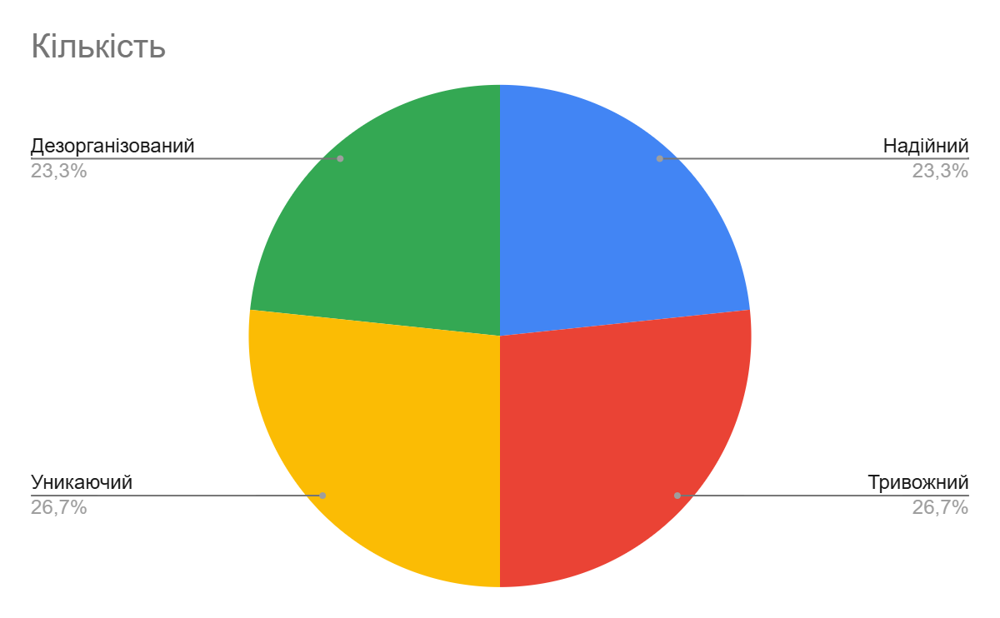 Кількість
Дезорганізований
23,3%
Надійний
23,3%
Уникаючий
26,7%
Тривожний
26,7%